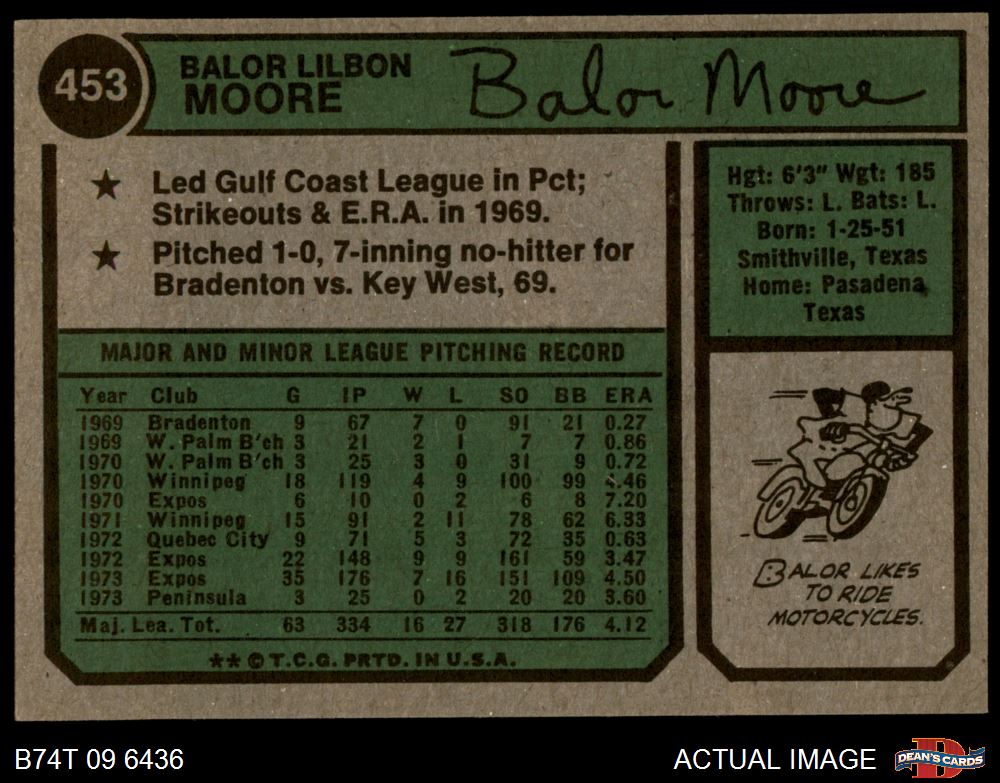 453
BALOR LILBON
MOORE
Balor Moore
★ Led Gulf Coast League in Pct;
Strikeouts & E.R.A. in 1969.
★ Pitched 1-0, 7-inning no-hitter for
Bradenton vs. Key West, 69.
Hgt: 6'3" Wgt: 185
Throws: L. Bats: L.
Born: 1-25-51
Smithville, Texas
Home: Pasadena
Texas
MAJOR AND MINOR LEAGUE PITCHING RECORD
Year Club G IP W L SO BB ERA
1969 Bradenton 9 67 7 0 91 21 0.27
1969 W. Palm B'ch 3 21 2 1 7 7 0.86
1970 W. Palm B'ch 3 25 3 0 31 9 0.72
1970 Winnipeg 18 119 4 9 100 99 4.46
1970 Expos 6 10 0 2 6 8 7.20
1971 Winnipeg 15 91 2 11 78 62 6.33
1972 Quebec City 9 71 5 3 72 35 0.63
1972 Expos 22 148 9 9 161 59 3.47
1973 Expos 35 176 7 16 151 109 4.50
1973 Peninsula 3 25 0 2 20 20 3.60
Maj. Lea. Tot. 63 334 16 27 318 176 4.12
** © T.C.G. PRTD. IN U.S.A.
BALOR LIKES
TO RIDE
MOTORCYCLES.
B74T 09 6436
ACTUAL IMAGE
D
DEAN'S CARDS